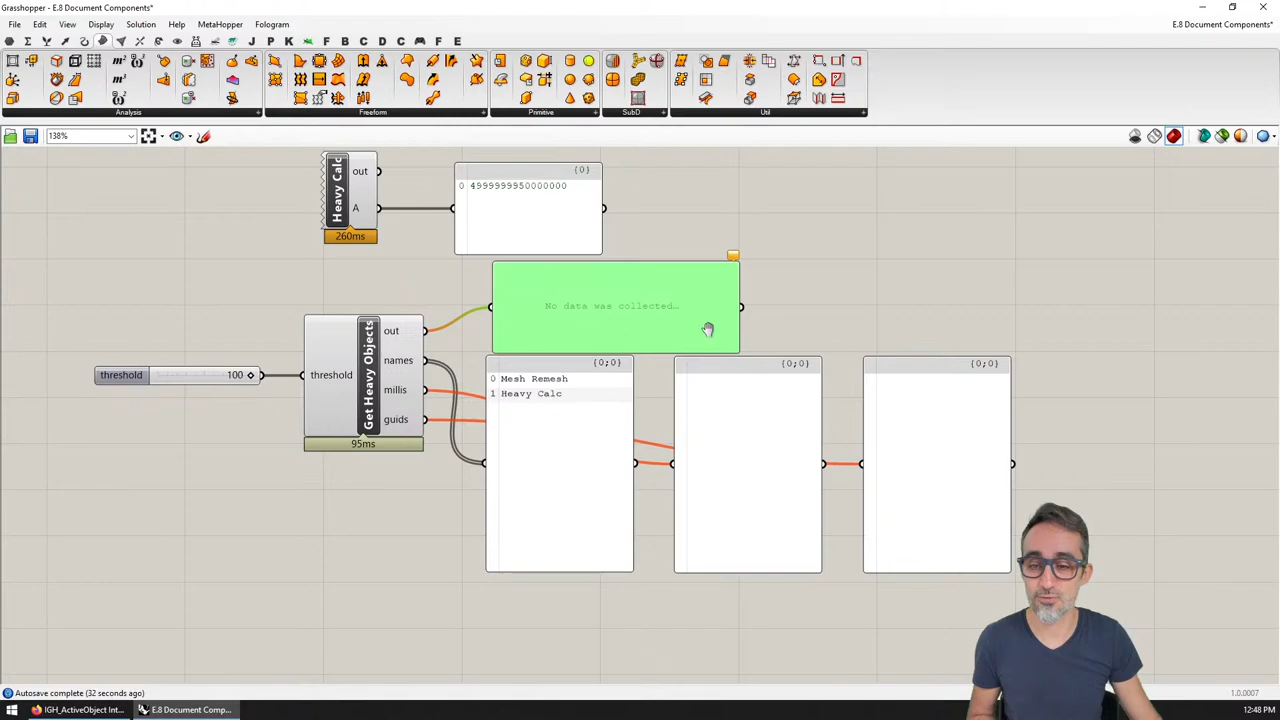 Grasshopper - E.8 Document Components*
File Edit View Display Solution Help MetaHopper Fologram
E.8 Document Components*
J P K F B C D C F E
Analysis
Freeform
Primitive
SubD
Util
138%
Heavy Calc
out
A
260ms
{0}
0 4999999950000000
No data was collected…
threshold 100
threshold
Get Heavy Objects
out
names
millis
guids
95ms
{0;0}
0 Mesh Remesh
1 Heavy Calc
{0;0}
{0;0}
Autosave complete (32 seconds ago)
1.0.0007
IGH_ActiveObject Int...
E.8 Document Comp...
12:48 PM